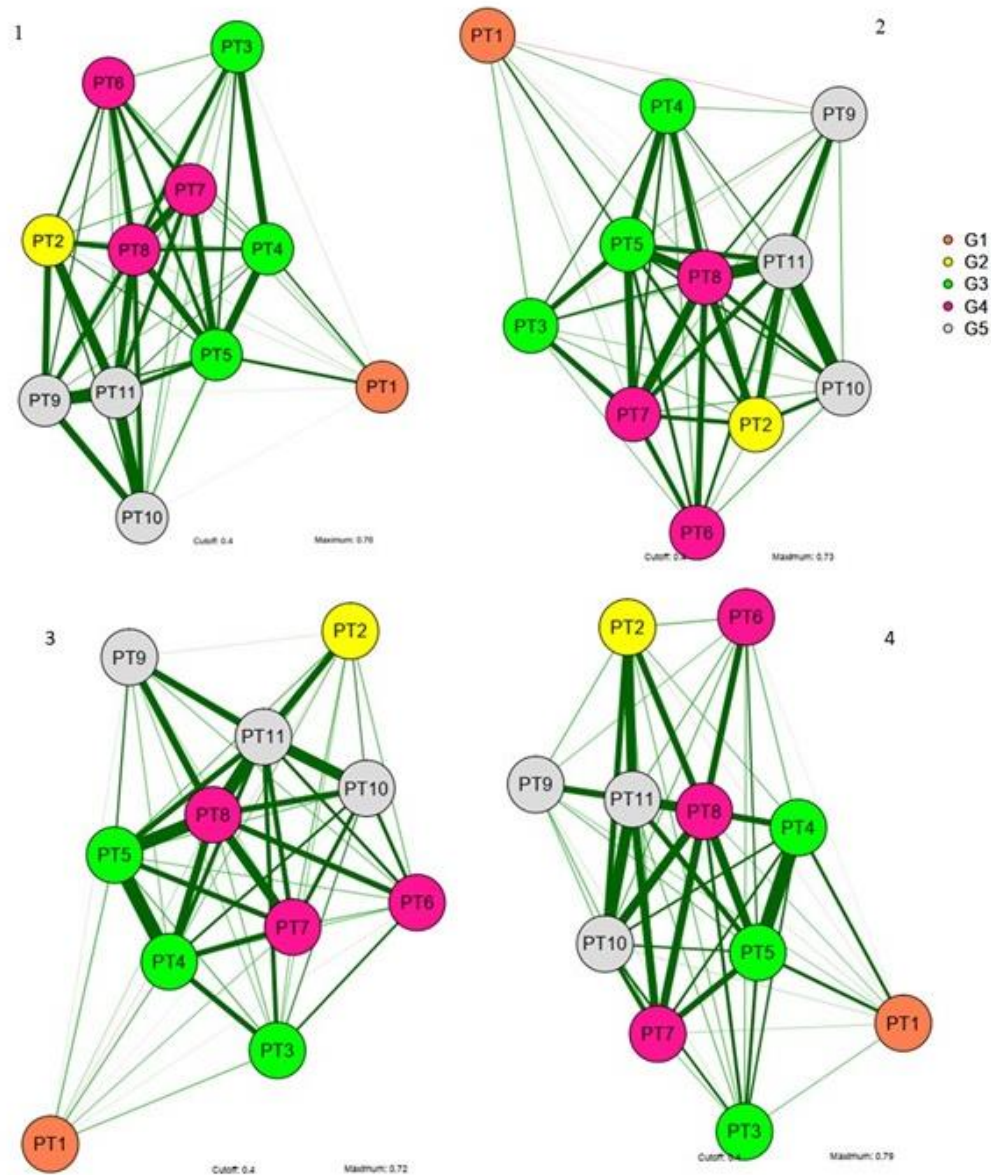 1
PT3
PT6
PT7
PT2
PT8
PT4
PT5
PT1
PT9
PT11
PT10
Cutoff: 0.4 Maximum:
2
PT1
PT4
PT9
PT5
PT11
PT8
PT3
PT10
PT7
PT2
PT6
Cutoff: Maximum: 0.73
G1
G2
G3
G4
G5
3
PT2
PT9
PT11
PT10
PT8
PT5
PT6
PT7
PT4
PT3
PT1
Cutoff: 0.4 Maximum: 0.72
4
PT6
PT2
PT9
PT11
PT8
PT4
PT10
PT5
PT7
PT1
PT3
Cutoff: Maximum: 0.79